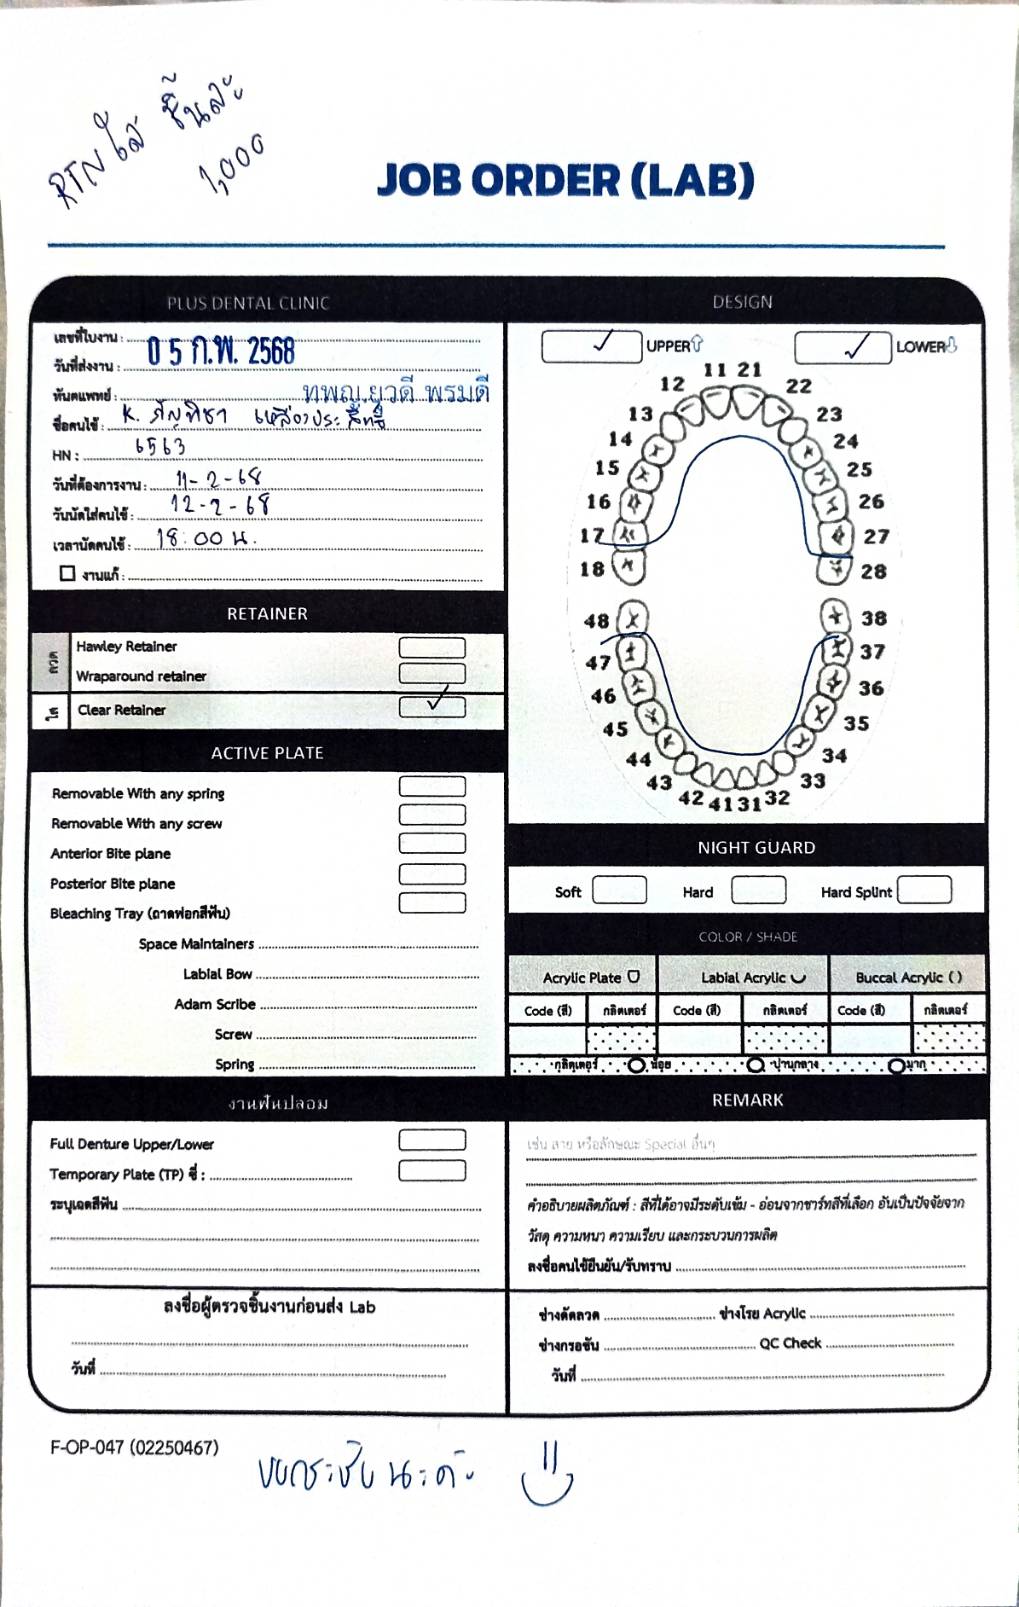 RTN ใส ชิ้นละ
1,000
JOB ORDER (LAB)
PLUS DENTAL CLINIC
เลขที่ใบงาน :
วันที่ส่งงาน : 0 5 ก.พ. 2568
ทันตแพทย์ : ทพญ.ยุวดี พรมดี
ชื่อคนไข้ : K.
HN : 6563
วันที่ต้องการงาน : 11-2-68
วันนัดใส่คนไข้ : 12-2-68
เวลานัดคนไข้ : 18:00 น.
งานแก้ :
DESIGN
UPPER
LOWER
11 21
12 22
13 23
14 24
15 25
16 26
17 27
18 28
48 38
47 37
46 36
45 35
44 34
43 33
42 41 31 32
RETAINER
ลวด
Hawley Retainer
Wraparound retainer
ใส
Clear Retainer
ACTIVE PLATE
Removable With any spring
Removable With any screw
Anterior Bite plane
Posterior Bite plane
Bleaching Tray (ถาดฟอกสีฟัน)
Space Maintainers
Labial Bow
Adam Scribe
Screw
Spring
NIGHT GUARD
Soft Hard Hard Splint
COLOR / SHADE
Acrylic Plate Labial Acrylic Buccal Acrylic ( )
Code (สี) กลิตเตอร์ Code (สี) กลิตเตอร์ Code (สี) กลิตเตอร์
กลิตเตอร์ น้อย ปานกลาง มาก
งานฟันปลอม
Full Denture Upper/Lower
Temporary Plate (TP) ซี่ :
ระบุเฉดสีฟัน
REMARK
เช่น ลาย หรือลักษณะ Special อื่นๆ
คำอธิบายผลิตภัณฑ์ : สีที่ได้อาจมีระดับเข้ม - อ่อนจากชาร์ทสีที่เลือก อันเป็นปัจจัยจาก
วัสดุ ความหนา ความเรียบ และกระบวนการผลิต
ลงชื่อคนไข้ยืนยัน/รับทราบ
ลงชื่อผู้ตรวจชิ้นงานก่อนส่ง Lab
วันที่
ช่างดัดลวด ช่างโรย Acrylic
ช่างกรอขัด QC Check
วันที่
F-OP-047 (02250467)
ขอกระชับนะคะ